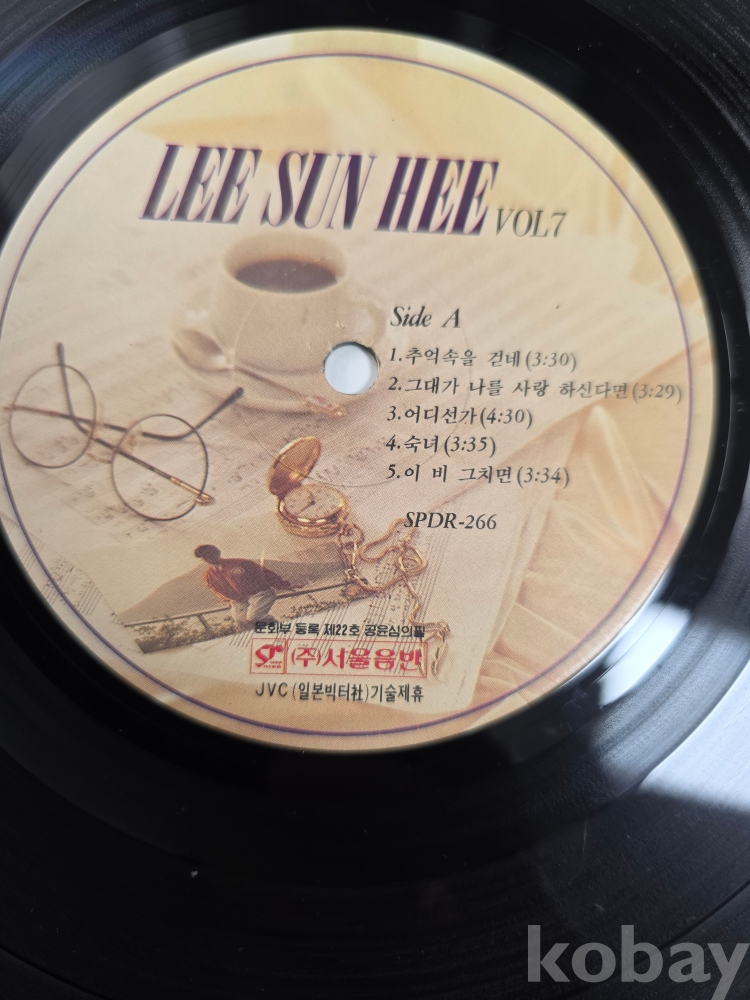 LEE SUN HEE VOL7
Side A
1.추억속을 걷네(3:30)
2.그대가 나를 사랑 하신다면(3:29)
3.어디선가(4:30)
4.숙녀(3:35)
5.이 비 그치면(3:34)
SPDR-266
문화부 등록 제22호 공윤심의필
(주)서울음반
JVC(일본빅터社)기술제휴
kobay